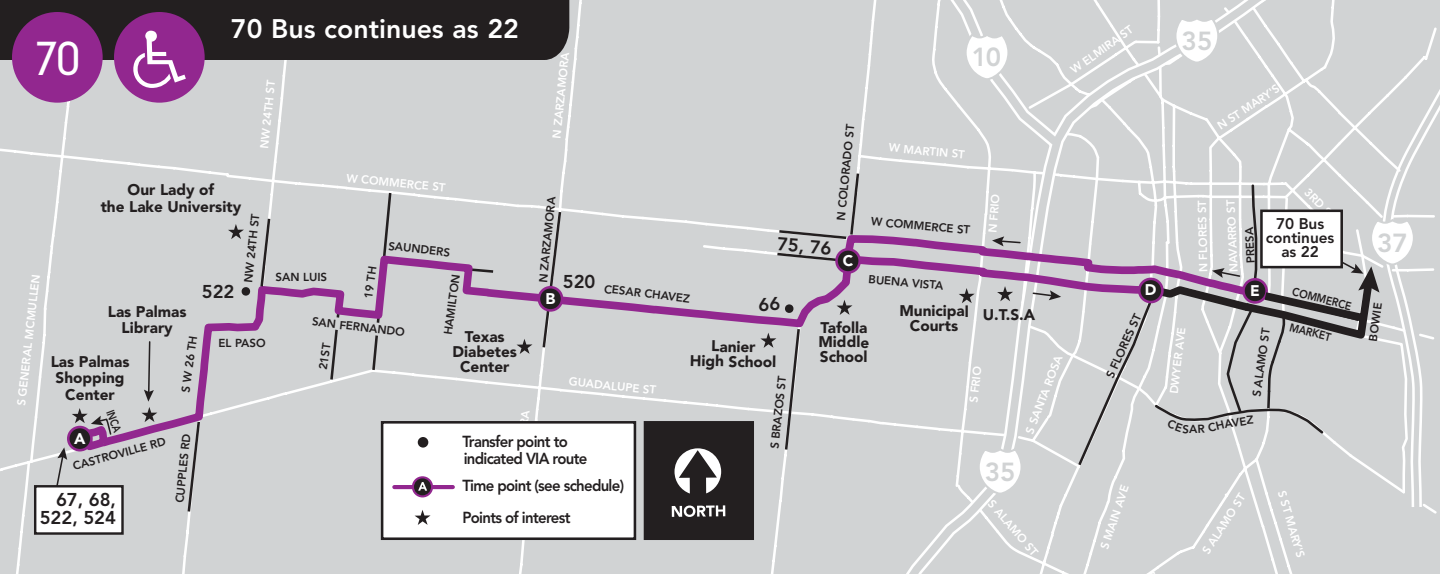 70
70 Bus continues as 22
NW 24TH ST
N ZARZAMORA
W COMMERCE ST
Our Lady of
the Lake University
NW 24TH ST
522
Las Palmas
Library
Las Palmas
Shopping
Center
S GENERAL MCMULLEN
A
INCA
CASTROVILLE RD
67, 68,
522, 524
S W 26 TH
CUPPLES RD
EL PASO
SAN LUIS
SAN FERNANDO
21ST
19 TH
SAUNDERS
HAMILTON
Texas
Diabetes
Center
N ZARZAMORA
B
520
CESAR CHAVEZ
GUADALUPE ST
66
Lanier
High School
S BRAZOS ST
75, 76
C
N COLORADO ST
Tafolla
Middle
School
W MARTIN ST
W COMMERCE ST
BUENA VISTA
N FRIO
S FRIO
Municipal
Courts
U.T.S.A
10
35
W ELMIRA ST
N ST MARY'S
35
S SANTA ROSA
D
S FLORES ST
DWYER AVE
N FLORES ST
NAVARRO ST
PRESA
E
70 Bus
continues
as 22
3RD
37
COMMERCE
MARKET
BOWIE
S ALAMO ST
CESAR CHAVEZ
S ALAMO ST
S MAIN AVE
S ALAMO ST
S ST MARY'S
Transfer point to
indicated VIA route
A
Time point (see schedule)
Points of interest
NORTH